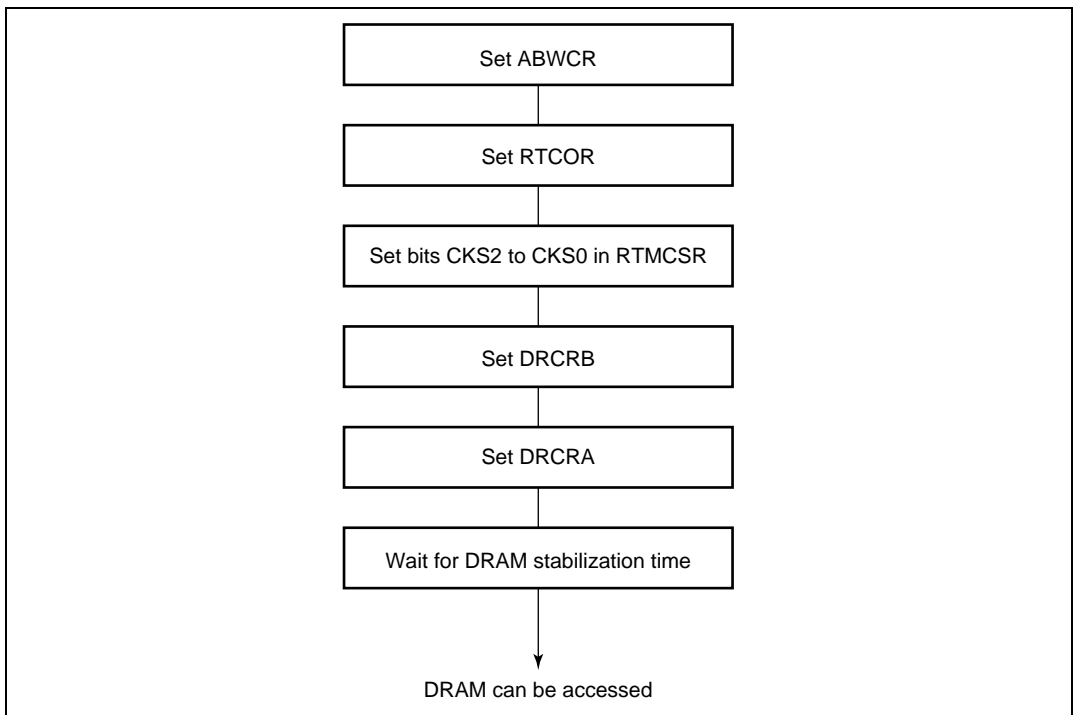 Set ABWCR
Set RTCOR
Set bits CKS2 to CKS0 in RTMCSR
Set DRCRB
Set DRCRA
Wait for DRAM stabilization time
DRAM can be accessed